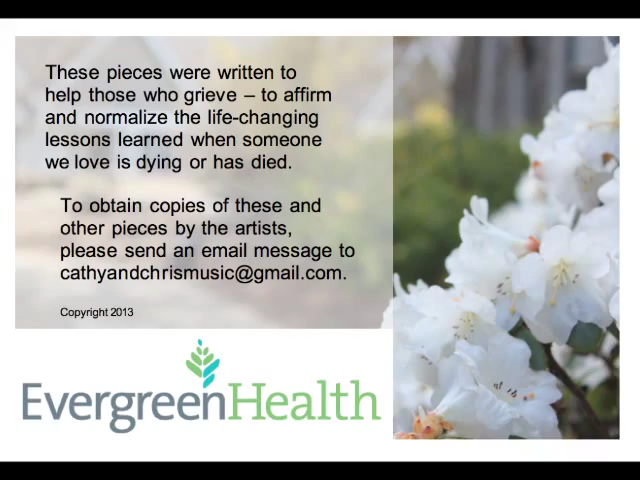 These pieces were written to
help those who grieve – to affirm
and normalize the life-changing
lessons learned when someone
we love is dying or has died.
To obtain copies of these and
other pieces by the artists,
please send an email message to
cathyandchrismusic@gmail.com.
Copyright 2013
EvergreenHealth